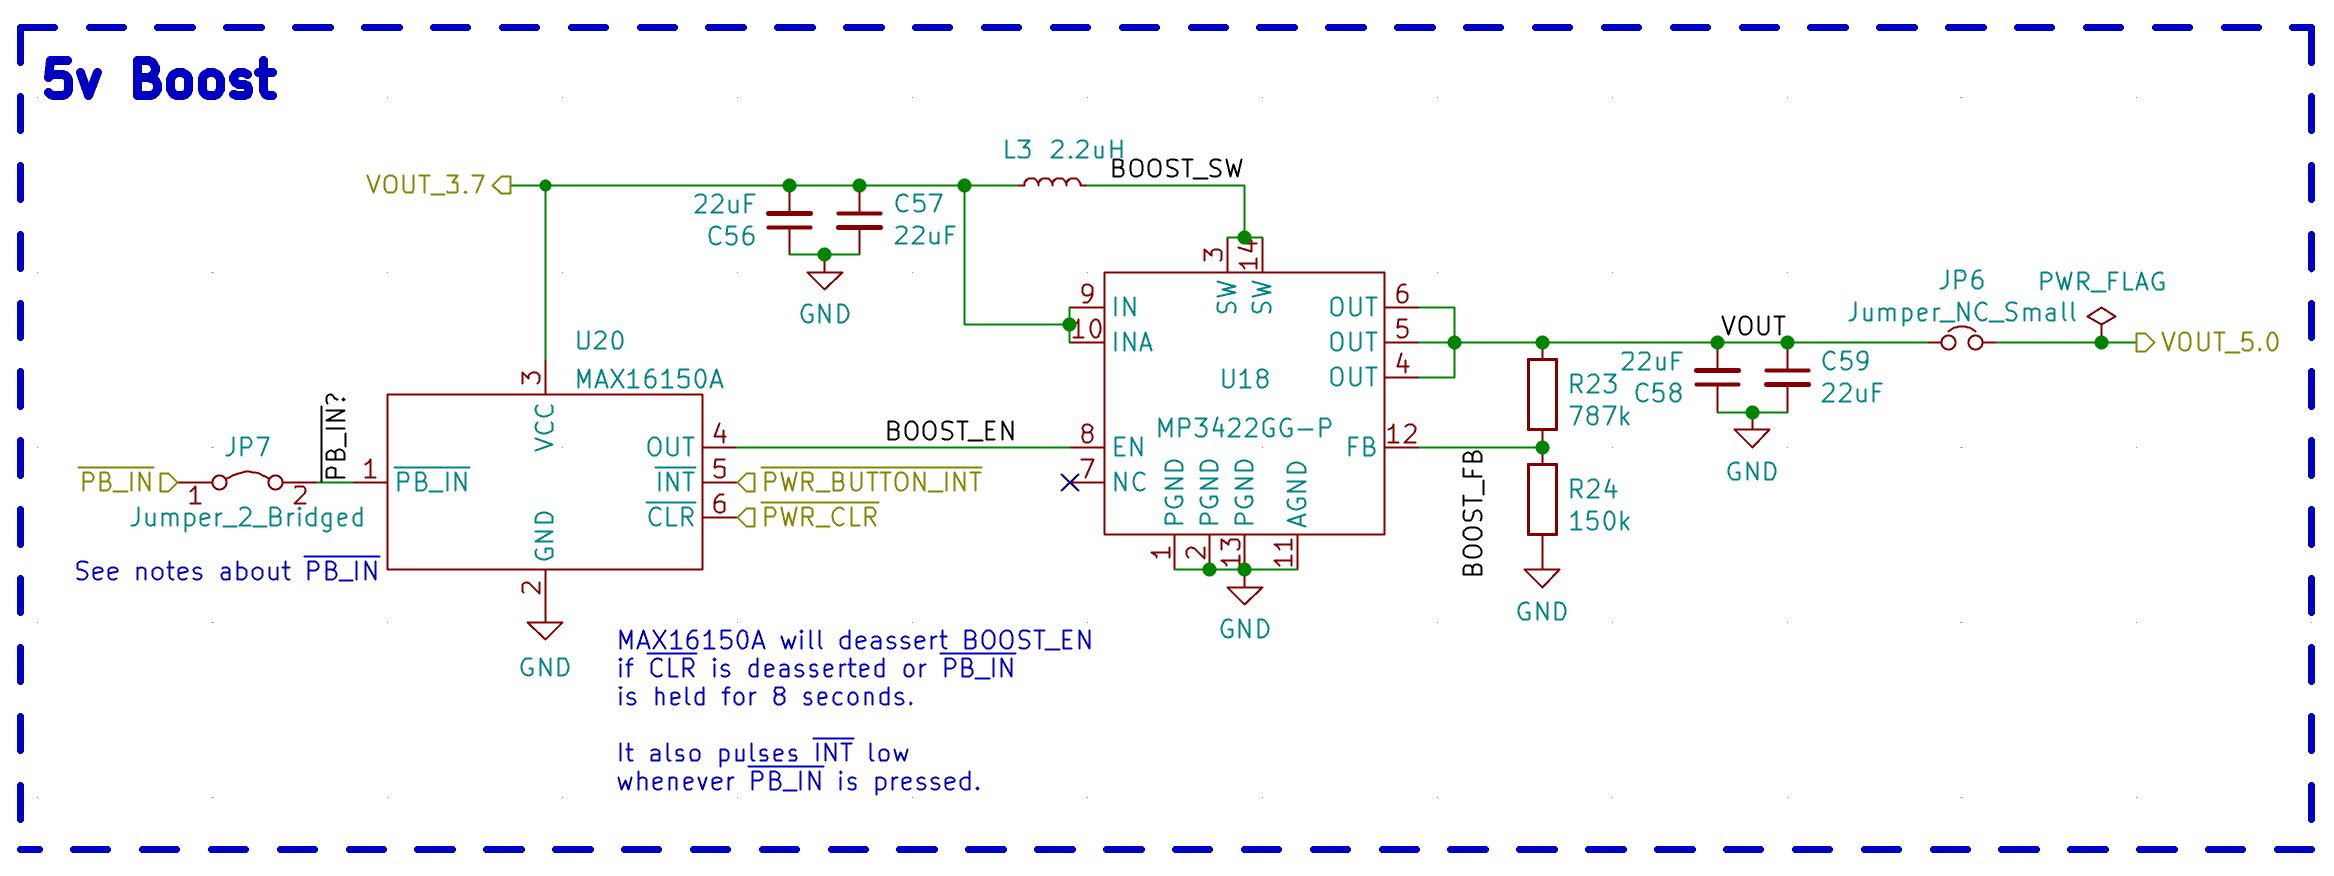 5v Boost
L3 2.2uH
BOOST_SW
VOUT_3.7
22uF
C56
C57
22uF
GND
3
14
SW
SW
9
IN
10
INA
OUT
6
OUT
5
OUT
4
U18
MP3422GG-P
8
EN
7
NC
FB
12
PGND
PGND
PGND
AGND
1
2
13
11
GND
BOOST_EN
BOOST_FB
R23
787k
R24
150k
GND
VOUT
22uF
C58
C59
22uF
GND
JP6
Jumper_NC_Small
PWR_FLAG
VOUT_5.0
U20
MAX16150A
3
VCC
PB_IN?
JP7
PB_IN
1
2
Jumper_2_Bridged
1
PB_IN
OUT
4
INT
5
PWR_BUTTON_INT
CLR
6
PWR_CLR
GND
2
GND
See notes about PB_IN
MAX16150A will deassert BOOST_EN
if CLR is deasserted or PB_IN
is held for 8 seconds.
It also pulses INT low
whenever PB_IN is pressed.